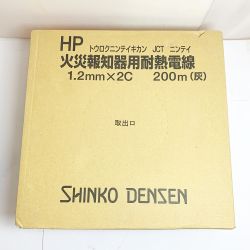 HP トウロクニンテイキカン JCT ニンテイ
火災報知器用耐熱電線
1.2mm×2C 200m(灰)
取出口
SHINKO DENSEN